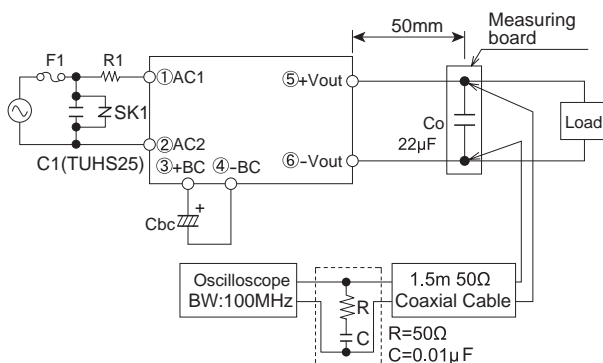 Measuring
board
50mm
F1
R1
①AC1
⑤+Vout
SK1
Co
22µF
Load
②AC2
⑥−Vout
C1(TUHS25)
③+BC
④−BC
+
Cbc
Oscilloscope
BW:100MHz
R
C
1.5m 50Ω
Coaxial Cable
R=50Ω
C=0.01µF